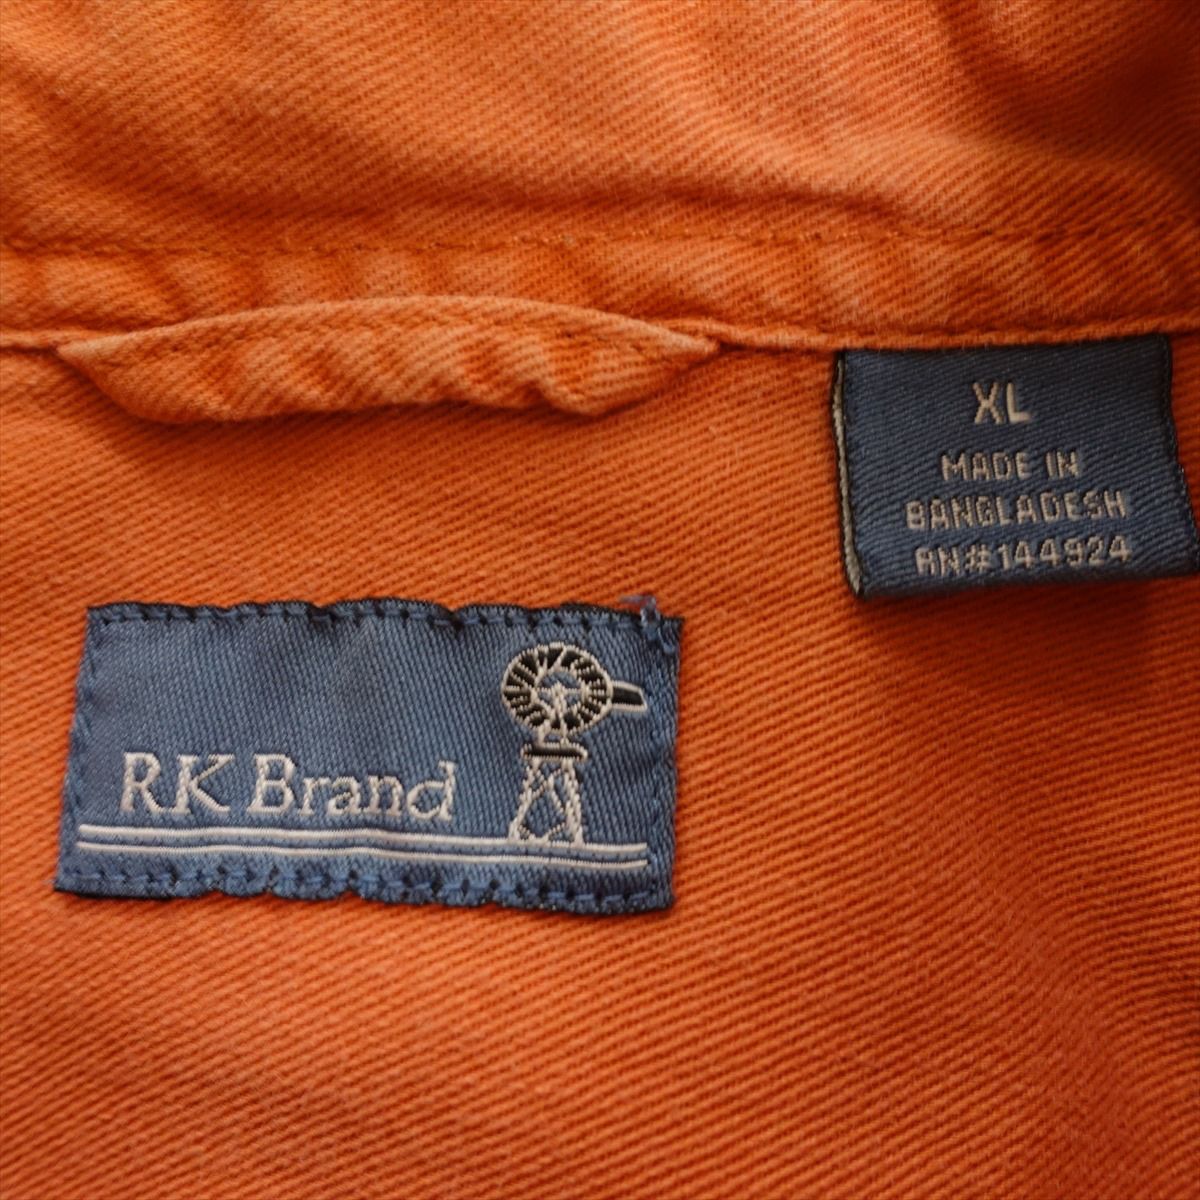 XL
MADE IN
BANGLADESH
RN#144924
RK Brand